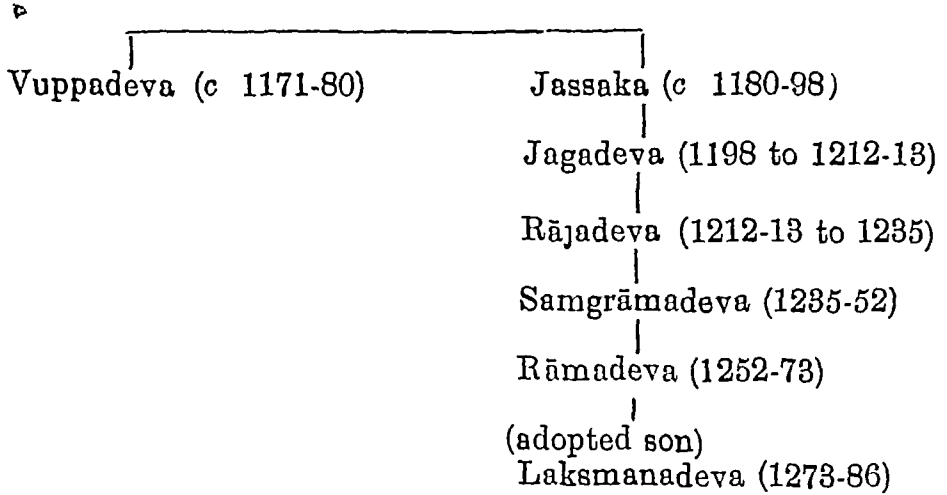 Vuppadeva (c 1171-80) Jassaka (c 1180-98)
Jagadeva (1198 to 1212-13)
Rājadeva (1212-13 to 1235)
Samgrāmadeva (1235-52)
Rāmadeva (1252-73)
(adopted son)
Laksmanadeva (1273-86)